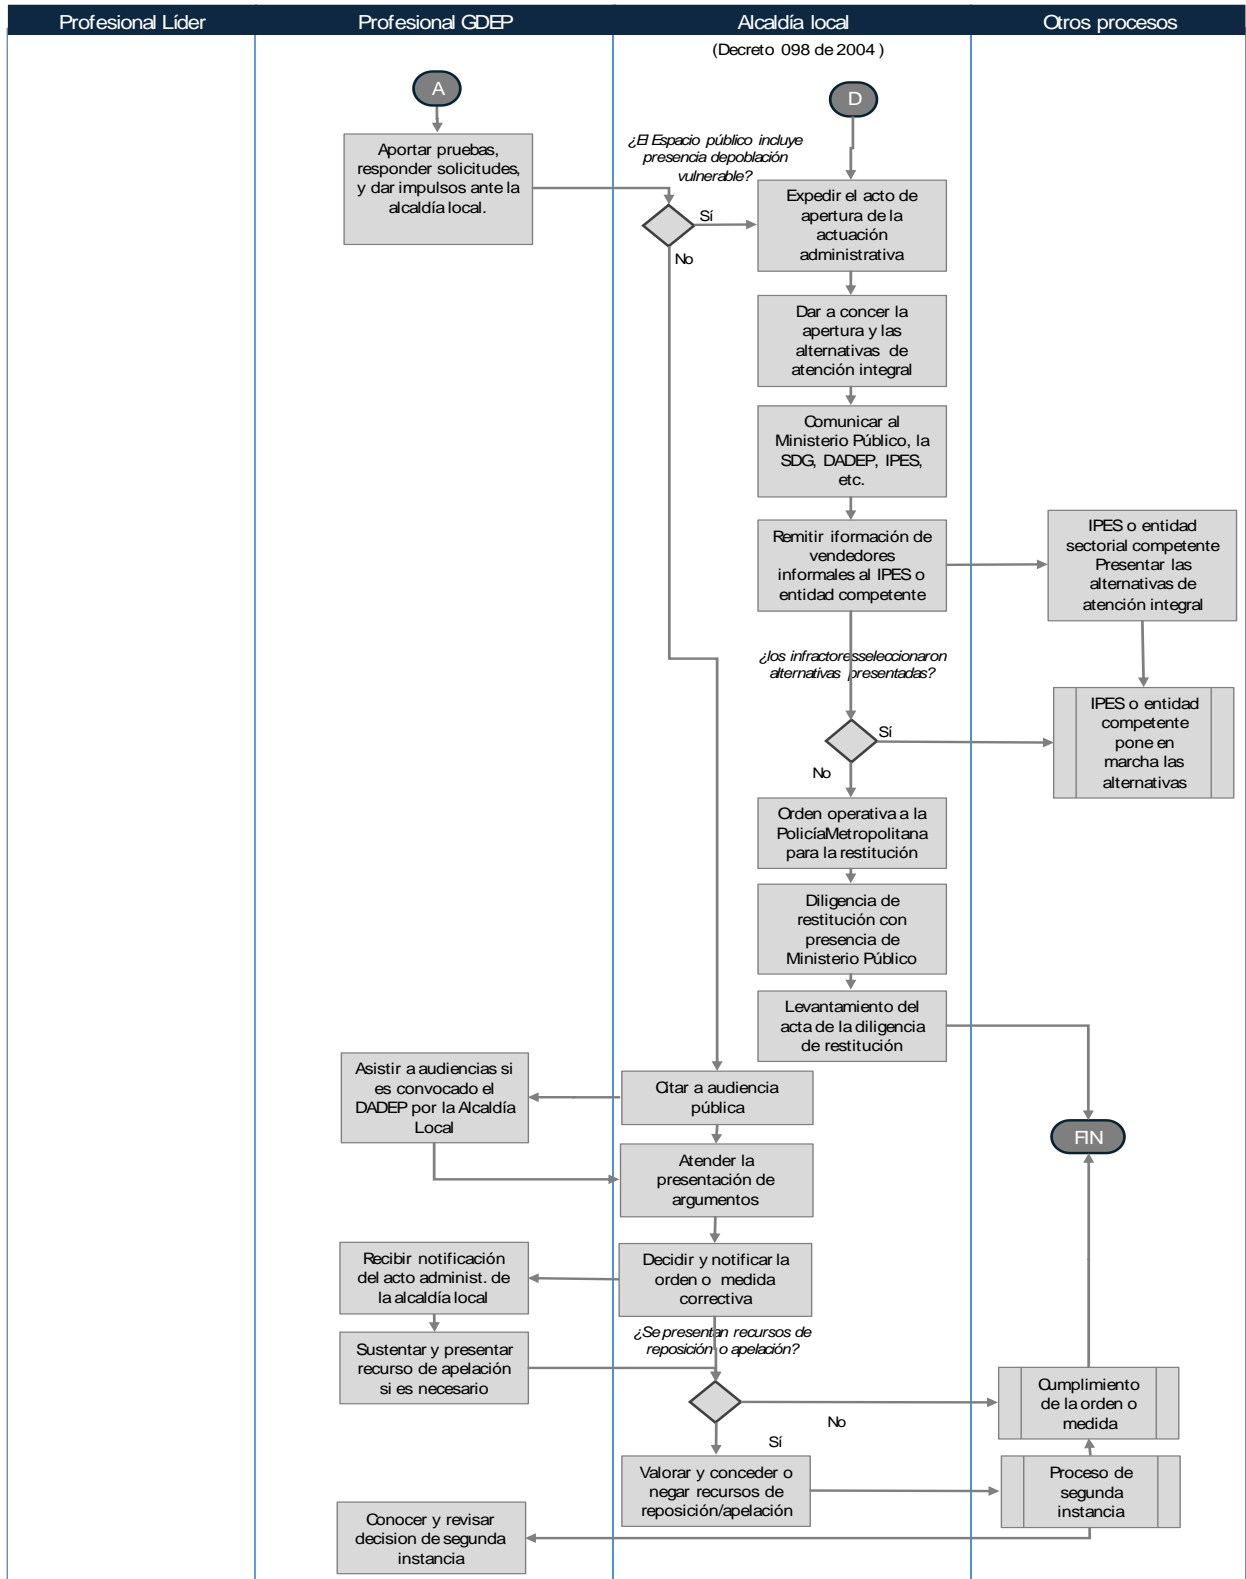 Profesional Líder
Profesional GDEP
Alcaldía local
Otros procesos
(Decreto 098 de 2004 )
A
D
Aportar pruebas,
responder solicitudes,
y dar impulsos ante la
alcaldía local.
¿El Espacio público incluye
presencia depoblación
vulnerable?
Sí
No
Expedir el acto de
apertura de la
actuación
administrativa
Dar a concer la
apertura y las
alternativas de
atención integral
Comunicar al
Ministerio Público, la
SDG, DADEP, IPES,
etc.
Remitir iformación de
vendedores
informales al IPES o
entidad competente
IPES o entidad
sectorial competente
Presentar las
alternativas de
atención integral
¿los infractoresseleccionaron
alternativas presentadas?
Sí
No
IPES o entidad
competente
pone en
marcha las
alternativas
Orden operativa a la
PolicíaMetropolitana
para la restitución
Diligencia de
restitución con
presencia de
Ministerio Público
Levantamiento del
acta de la diligencia
de restitución
Asistir a audiencias si
es convocado el
DADEP por la Alcaldía
Local
Citar a audiencia
pública
FIN
Atender la
presentación de
argumentos
Recibir notificación
del acto administ. de
la alcaldía local
Decidir y notificar la
orden o medida
correctiva
¿Se presentan recursos de
reposición o apelación?
Sustentar y presentar
recurso de apelación
si es necesario
No
Sí
Cumplimiento
de la orden o
medida
Valorar y conceder o
negar recursos de
reposición/apelación
Proceso de
segunda
instancia
Conocer y revisar
decision de segunda
instancia